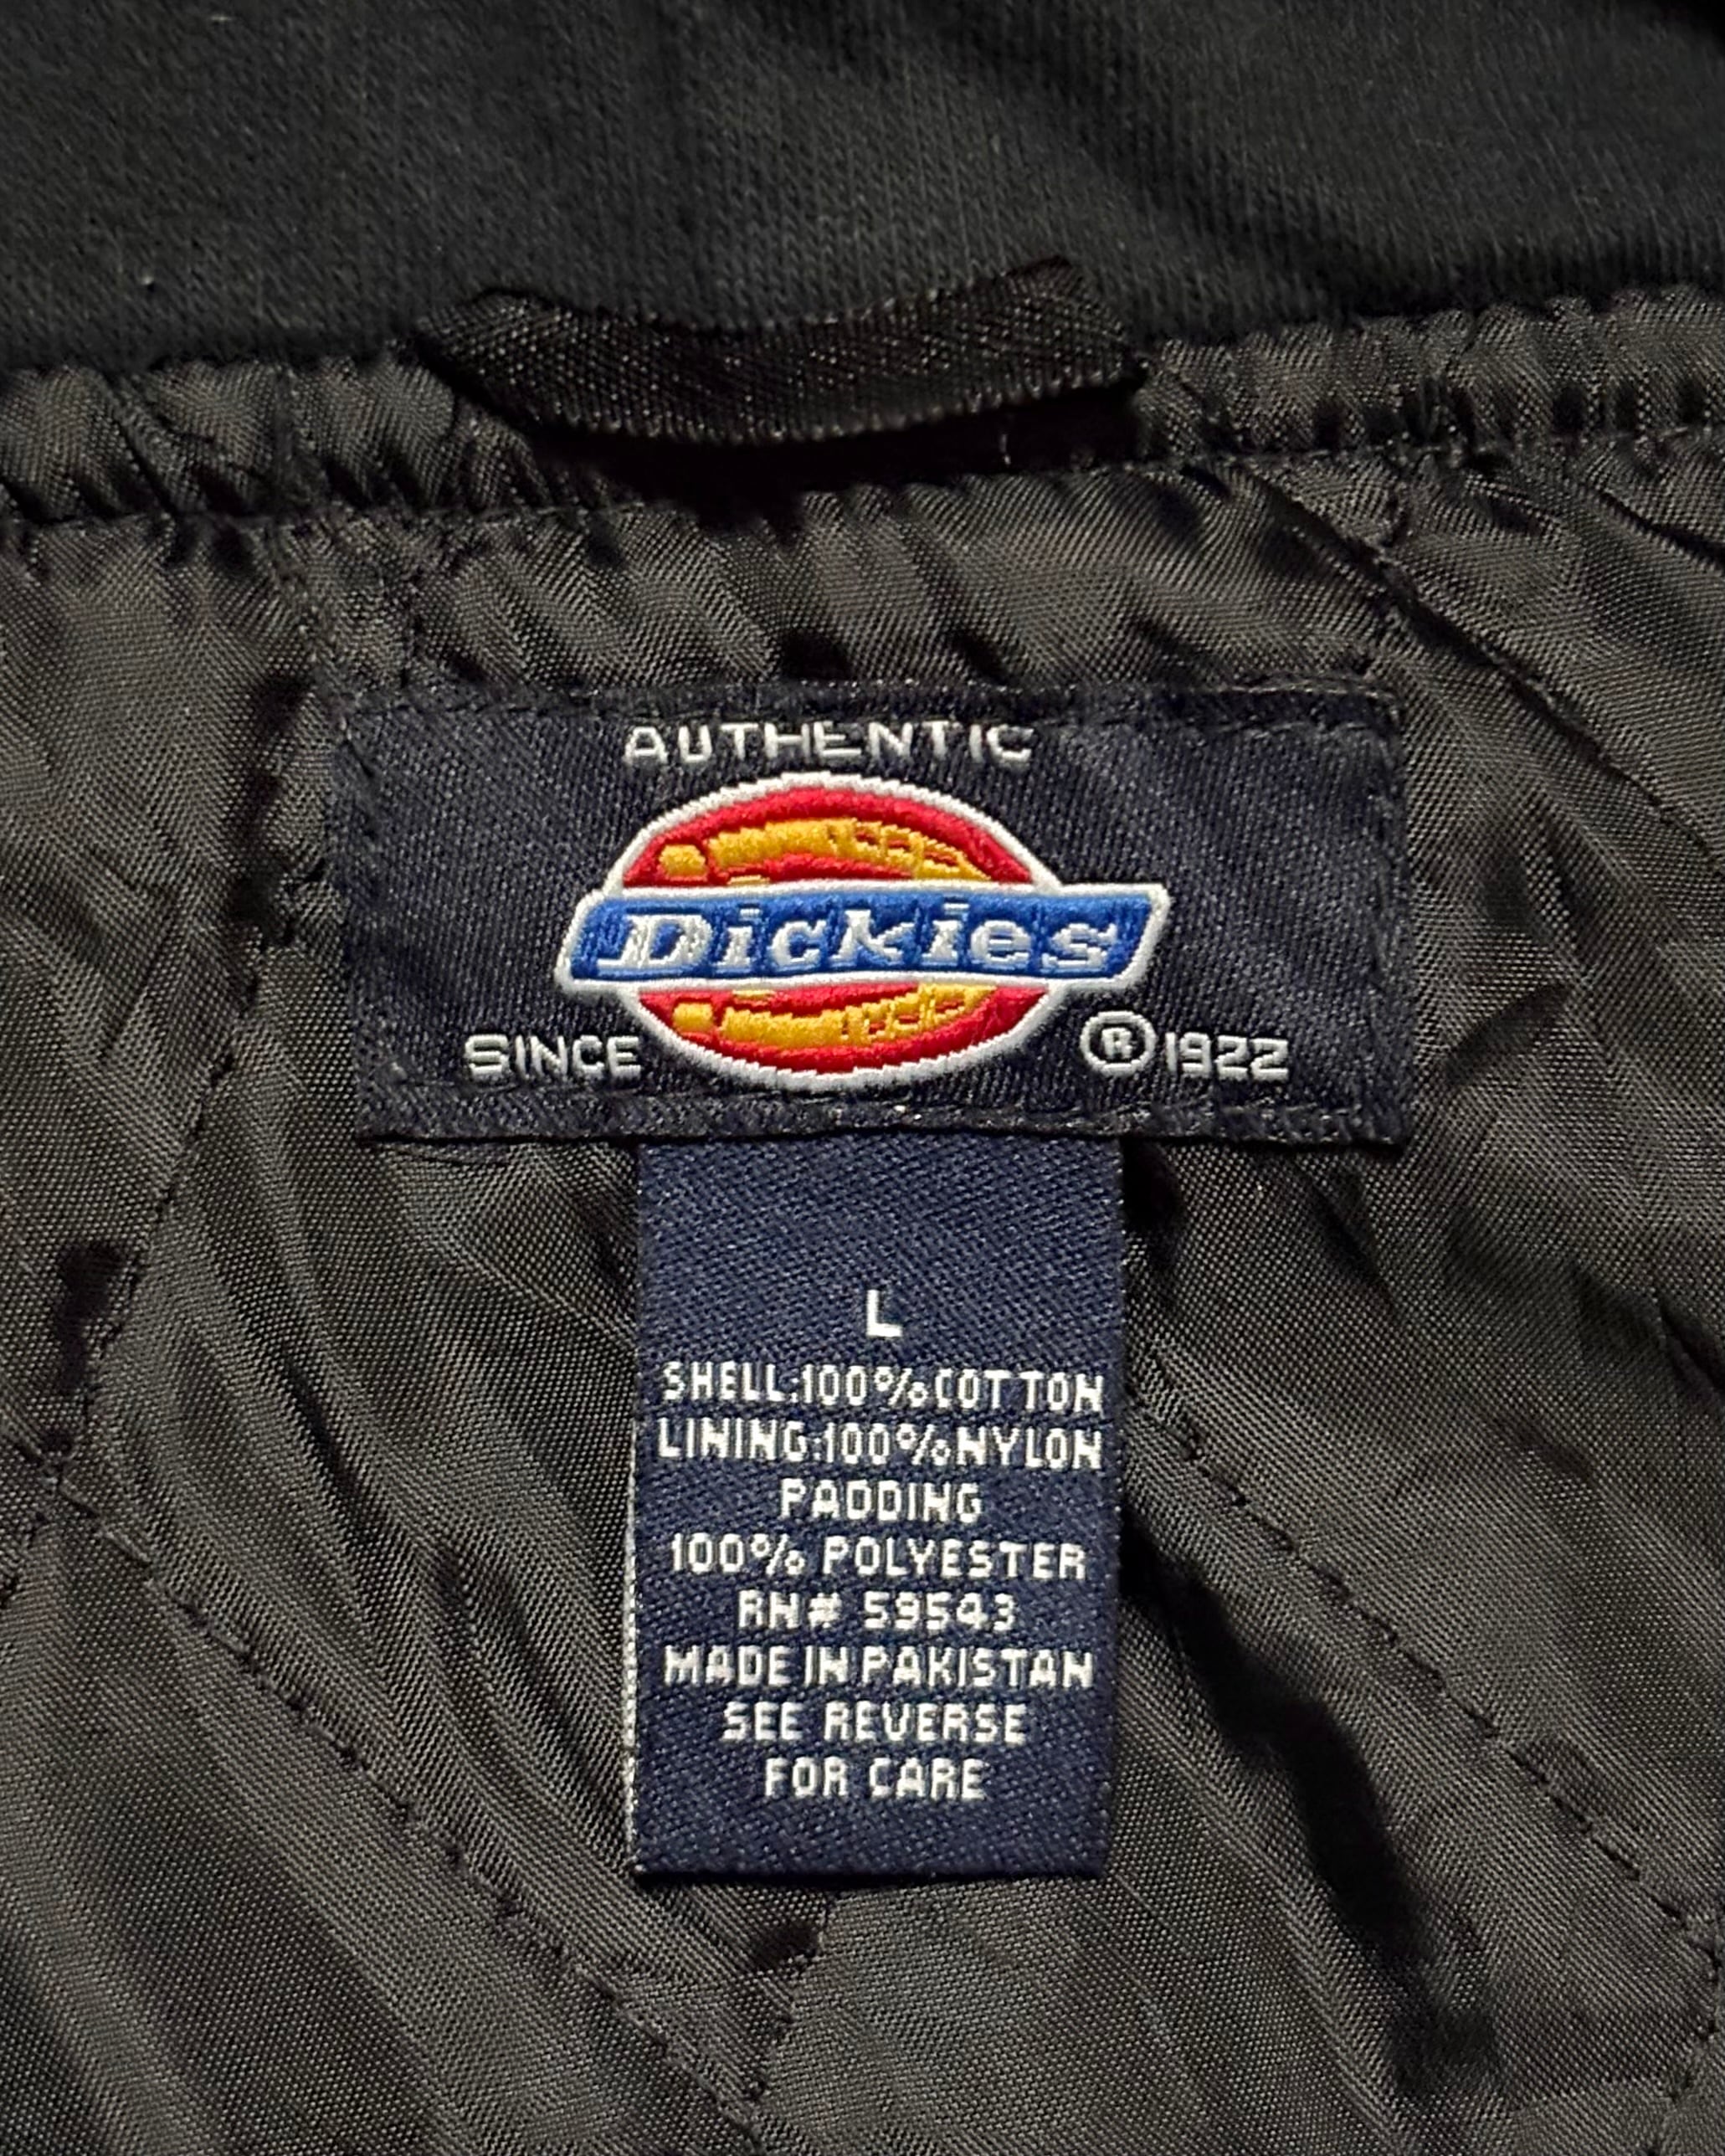 AUTHENTIC
Dickies
SINCE ® 1922
L
SHELL:100%COTTON
LINING:100%NYLON
PADDING
100% POLYESTER
RN# 59543
MADE IN PAKISTAN
SEE REVERSE
FOR CARE